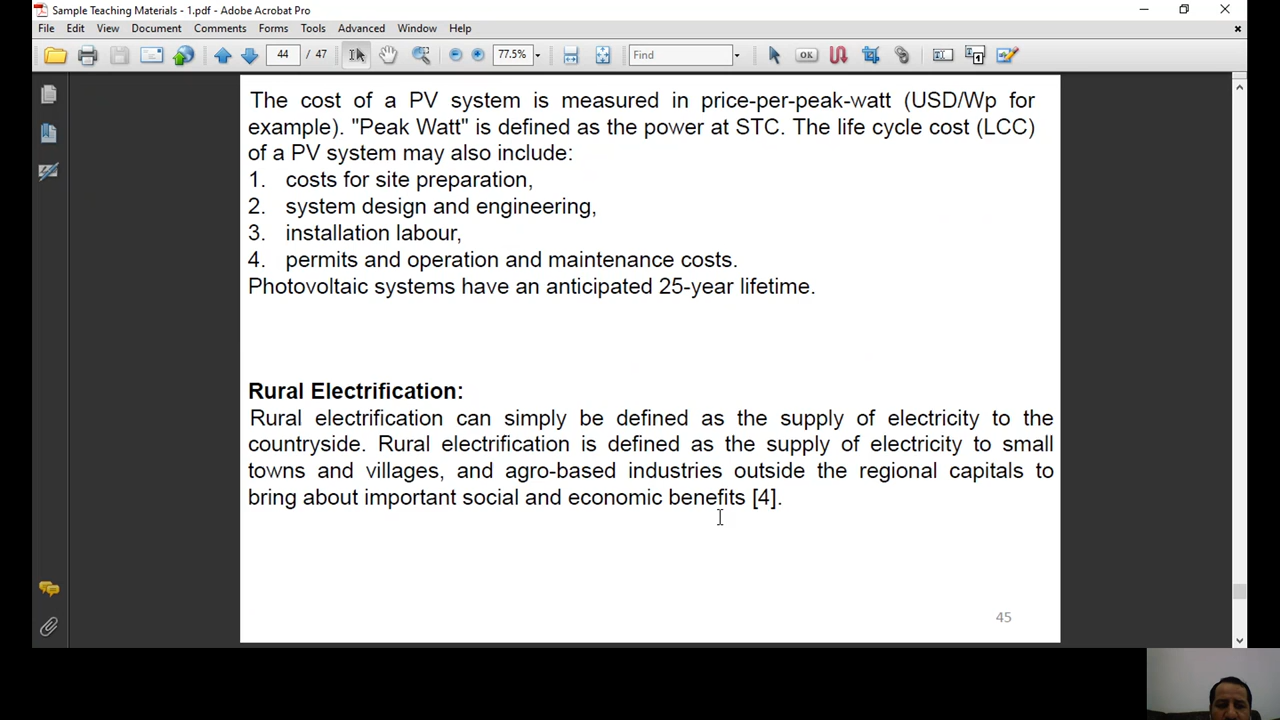 Sample Teaching Materials - 1.pdf - Adobe Acrobat Pro
File Edit View Document Comments Forms Tools Advanced Window Help
44 / 47 77.5% Find OK 1
The cost of a PV system is measured in price-per-peak-watt (USD/Wp for
example). "Peak Watt" is defined as the power at STC. The life cycle cost (LCC)
of a PV system may also include:
1. costs for site preparation,
2. system design and engineering,
3. installation labour,
4. permits and operation and maintenance costs.
Photovoltaic systems have an anticipated 25-year lifetime.
Rural Electrification:
Rural electrification can simply be defined as the supply of electricity to the
countryside. Rural electrification is defined as the supply of electricity to small
towns and villages, and agro-based industries outside the regional capitals to
bring about important social and economic benefits [4].
45